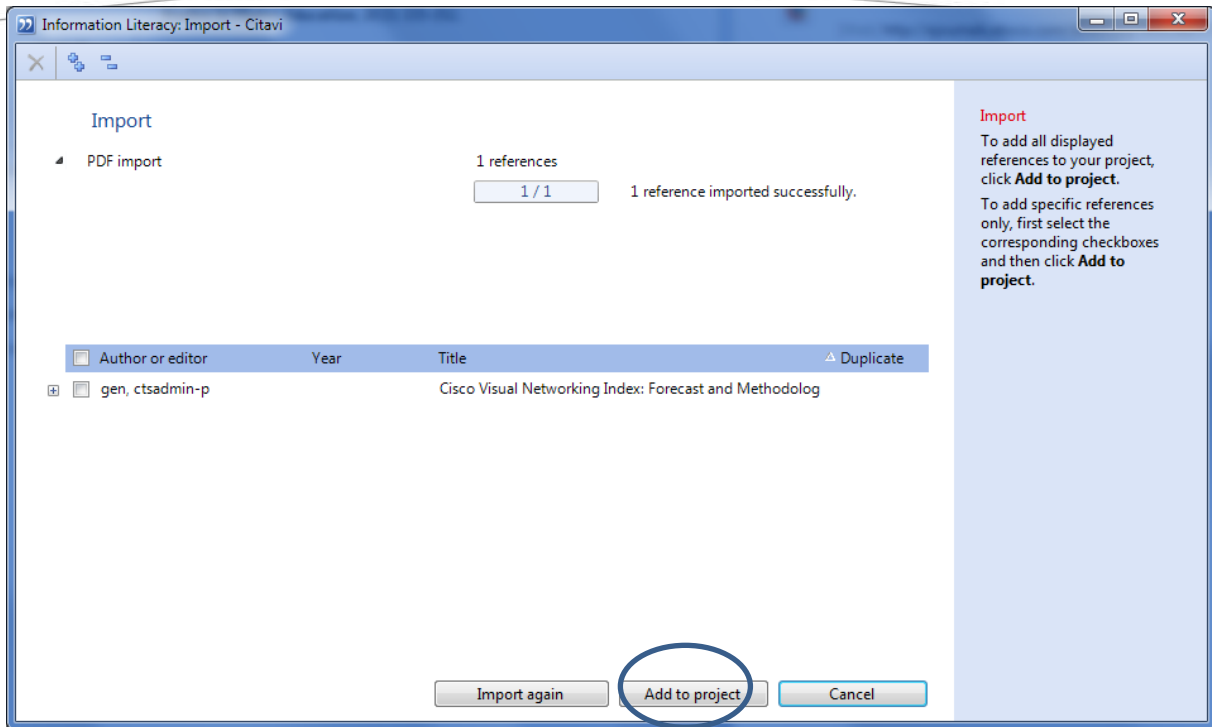 Information Literacy: Import - Citavi
Import
PDF import 1 references
1 / 1 1 reference imported successfully.
Author or editor Year Title Duplicate
gen, ctsadmin-p Cisco Visual Networking Index: Forecast and Methodolog
Import again Add to project Cancel
Import
To add all displayed
references to your project,
click Add to project.
To add specific references
only, first select the
corresponding checkboxes
and then click Add to
project.